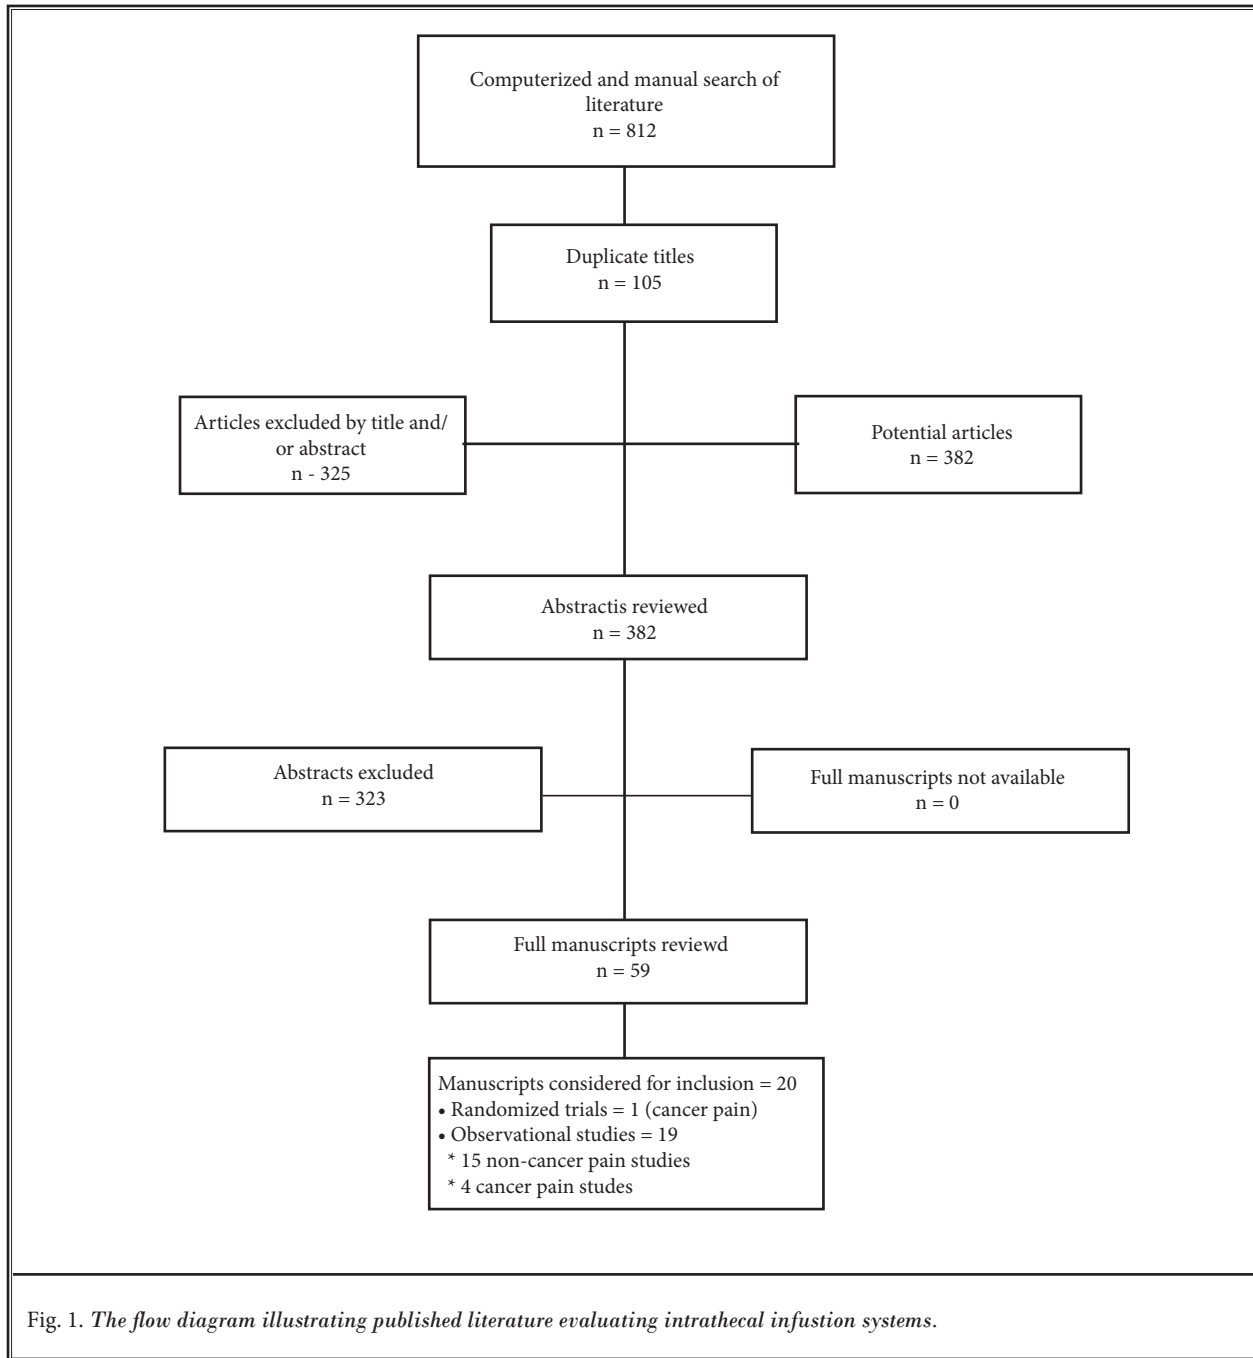 Computerized and manual search of
literature
n = 812
Duplicate titles
n = 105
Articles excluded by title and/
or abstract
n - 325
Potential articles
n = 382
Abstractis reviewed
n = 382
Abstracts excluded
n = 323
Full manuscripts not available
n = 0
Full manuscripts reviewd
n = 59
Manuscripts considered for inclusion = 20
• Randomized trials = 1 (cancer pain)
• Observational studies = 19
* 15 non-cancer pain studies
* 4 cancer pain studes
Fig. 1. The flow diagram illustrating published literature evaluating intrathecal infustion systems.